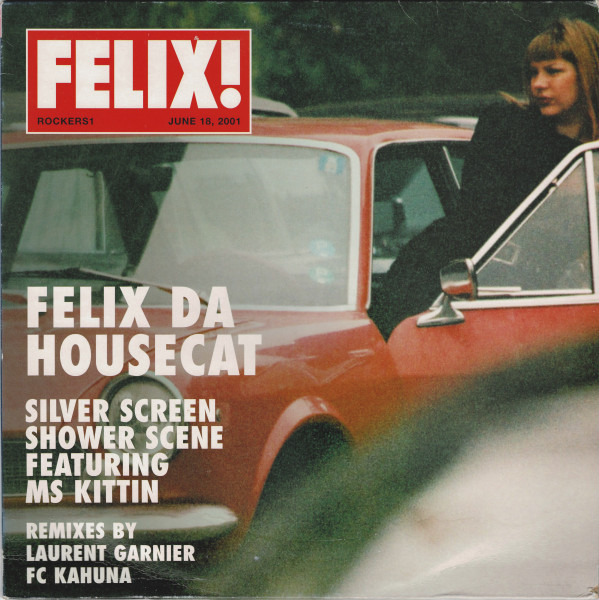 FELIX!
ROCKERS1 JUNE 18, 2001
FELIX DA
HOUSECAT
SILVER SCREEN
SHOWER SCENE
FEATURING
MS KITTIN
REMIXES BY
LAURENT GARNIER
FC KAHUNA